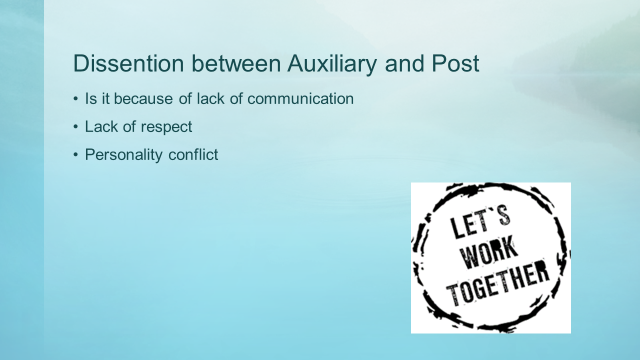 Dissention between Auxiliary and Post
• Is it because of lack of communication
• Lack of respect
• Personality conflict
LET`S
WORK
TOGETHER